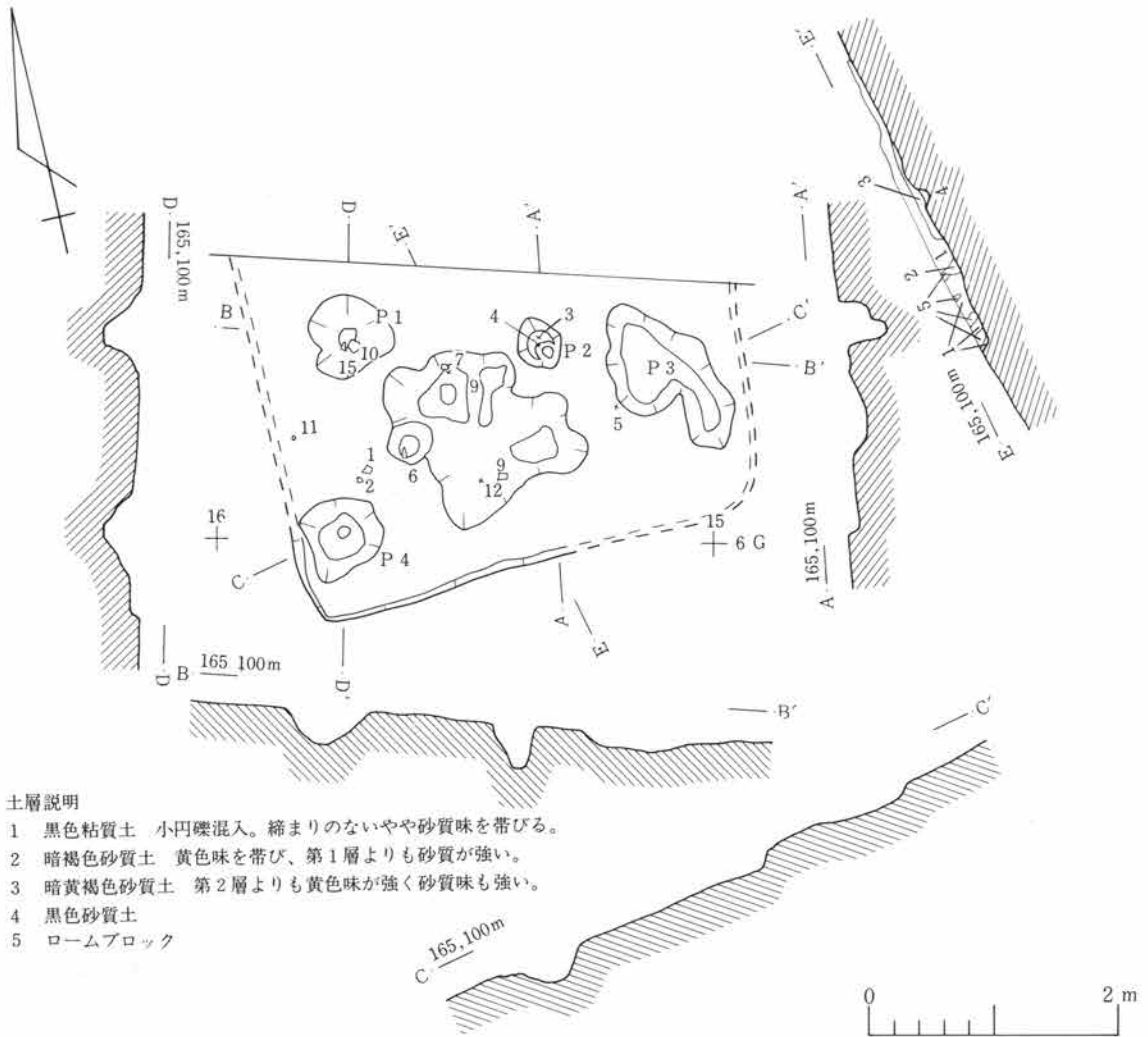 E′
A′
D
165,100m
D
E′
A′
3
4
1
2
5
1
165,100m
E
B
P 1
10
15
4
3
P 2
P 3
5
C′
B′
7
9
11
1
2
6
9
12
16
P 4
C
15
6 G
A
E
165,100m
A
D
B
165 100m
D′
B′
C′
土層説明
1 黒色粘質土 小円礫混入。締まりのないやや砂質味を帯びる。
2 暗褐色砂質土 黄色味を帯び、第1層よりも砂質が強い。
3 暗黄褐色砂質土 第2層よりも黄色味が強く砂質味も強い。
4 黒色砂質土
5 ロームブロック
C
165,100m
0 2 m